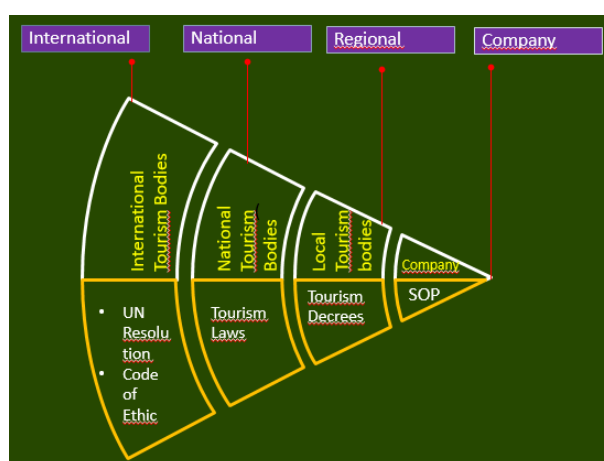 International
National
Regional
Company
International
Tourism Bodies
National
Tourism(
Bodies
Local
Tourism
bodies
Company
• UN
Resolu
tion
• Code
of
Ethic
Tourism
Laws
Tourism
Decrees
SOP